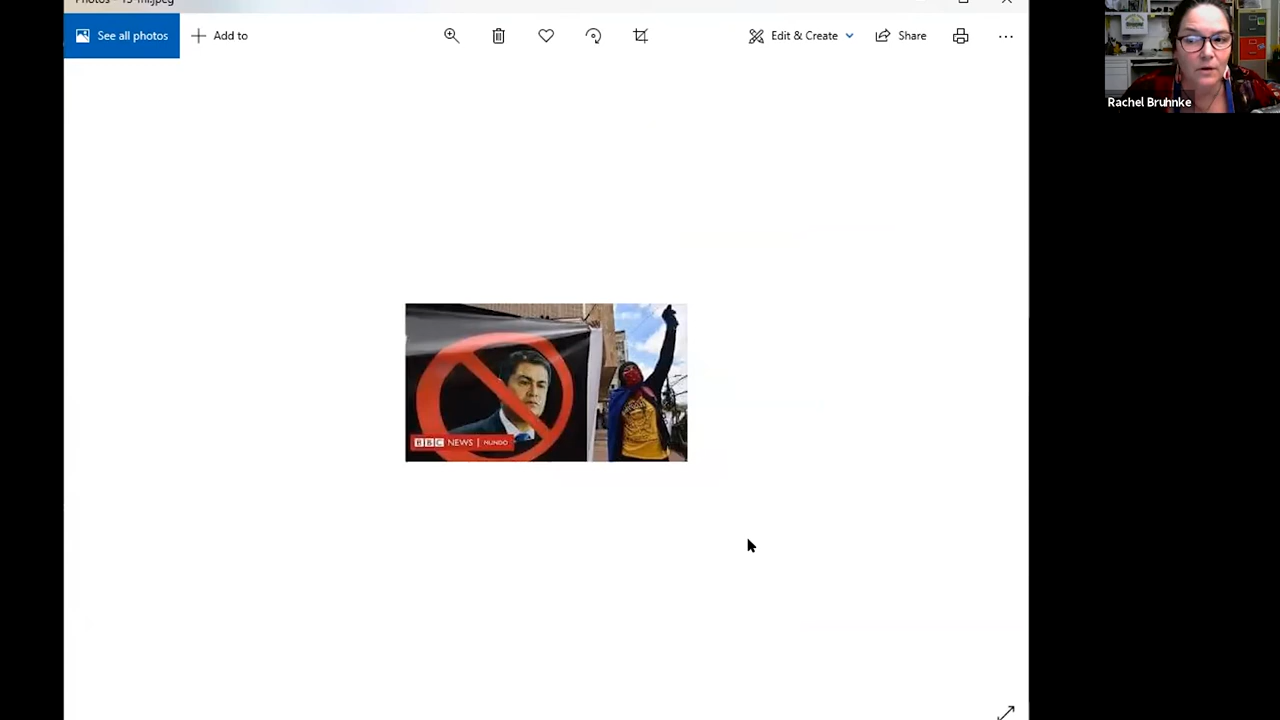 See all photos
Add to
Edit & Create
Share
Rachel Bruhnke
BBC NEWS | MUNDO